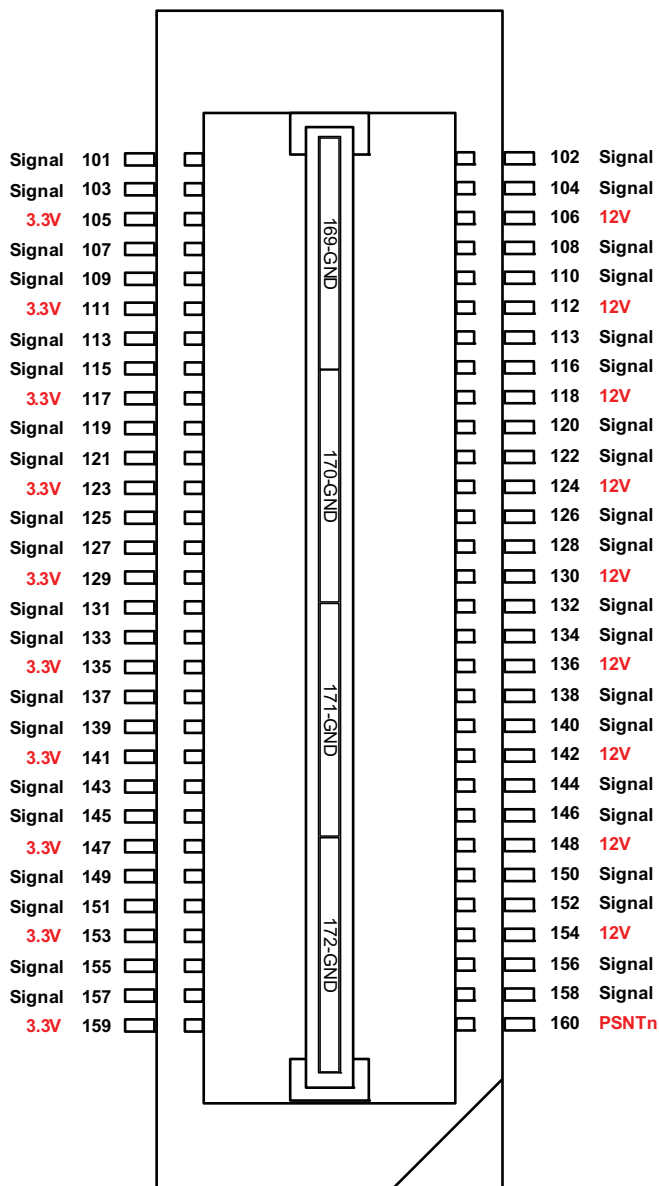 Signal 101 102 Signal
Signal 103 104 Signal
3.3V 105 106 12V
Signal 107 108 Signal
Signal 109 110 Signal
3.3V 111 112 12V
Signal 113 113 Signal
Signal 115 116 Signal
3.3V 117 118 12V
Signal 119 120 Signal
Signal 121 122 Signal
3.3V 123 124 12V
Signal 125 126 Signal
Signal 127 128 Signal
3.3V 129 130 12V
Signal 131 132 Signal
Signal 133 134 Signal
3.3V 135 136 12V
Signal 137 138 Signal
Signal 139 140 Signal
3.3V 141 142 12V
Signal 143 144 Signal
Signal 145 146 Signal
3.3V 147 148 12V
Signal 149 150 Signal
Signal 151 152 Signal
3.3V 153 154 12V
Signal 155 156 Signal
Signal 157 158 Signal
3.3V 159 160 PSNTn
169-GND
170-GND
171-GND
172-GND